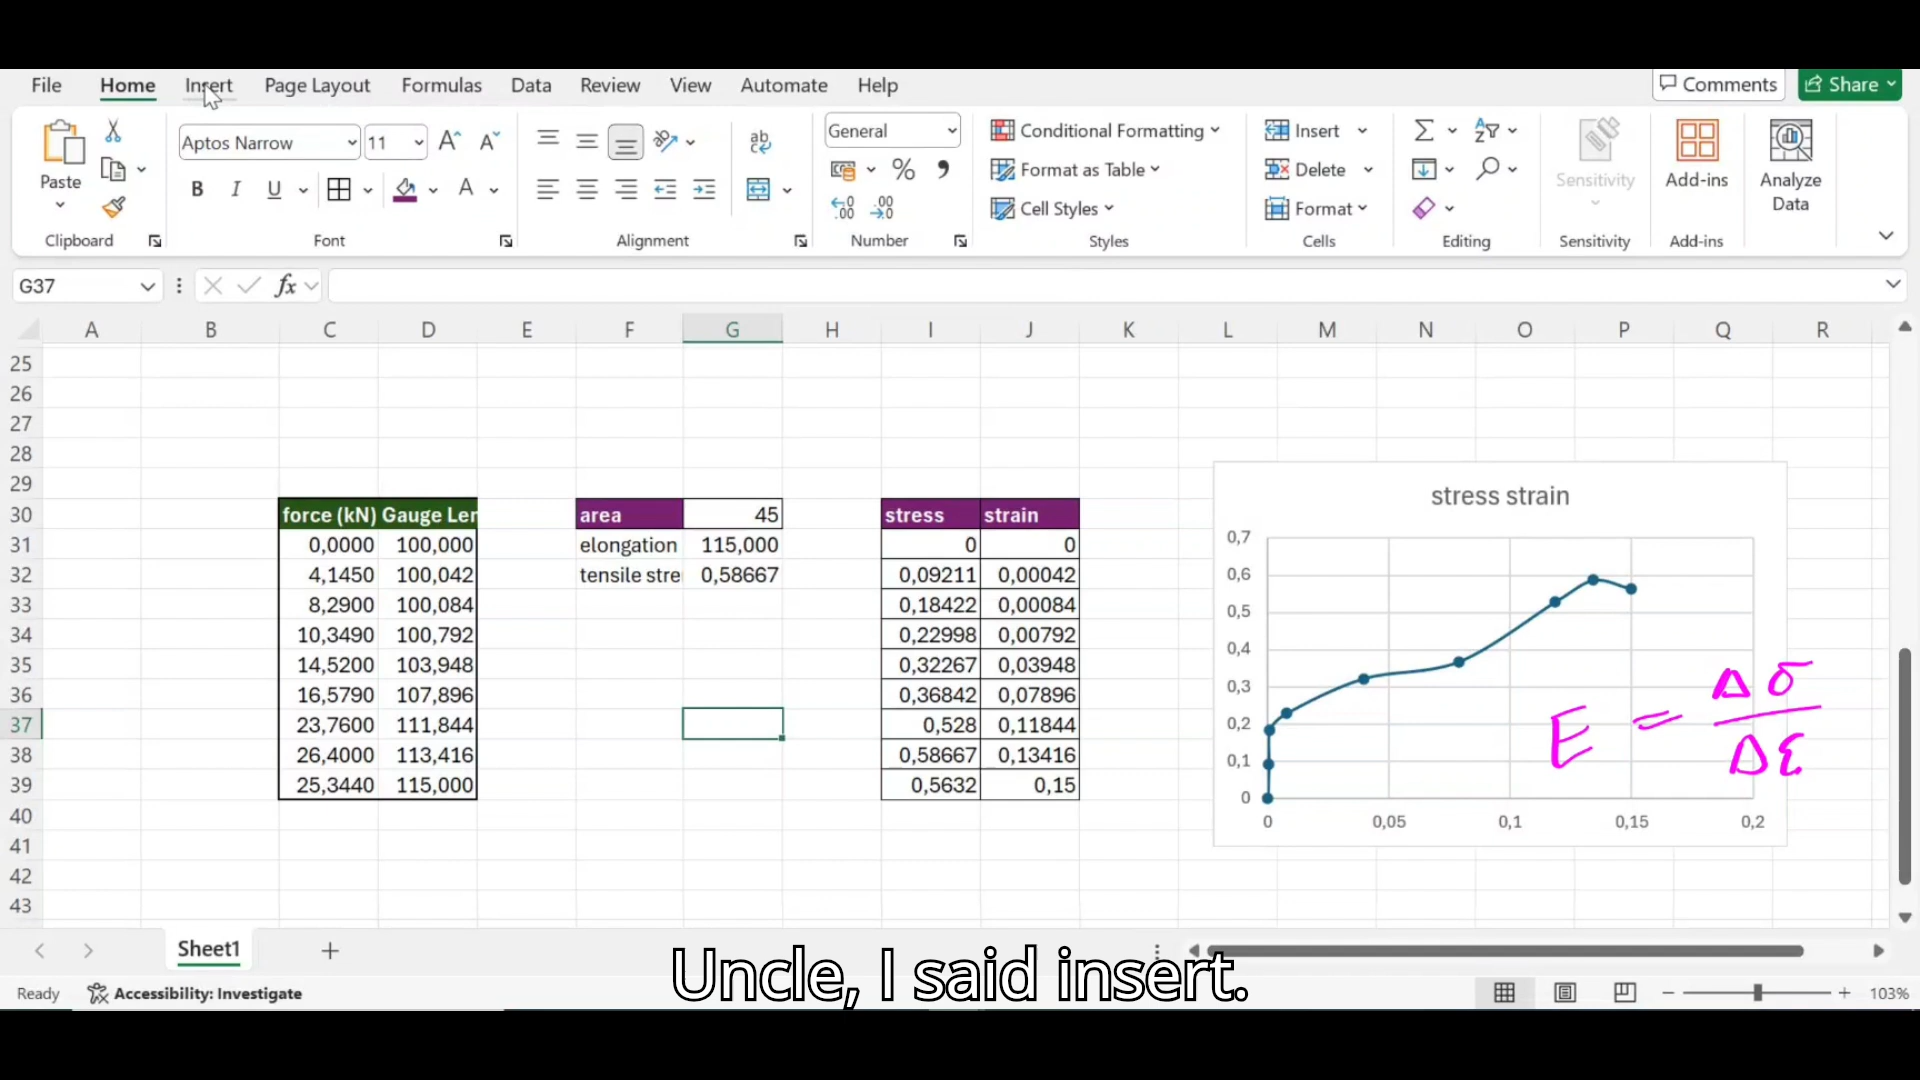 File Home Insert Page Layout Formulas Data Review View Automate Help Comments Share
Aptos Narrow 11 General Conditional Formatting Insert
Paste Format as Table Delete Sensitivity Add-ins Analyze Data
B I U A Cell Styles Format
Clipboard Font Alignment Number Styles Cells Editing Sensitivity Add-ins
G37 fx
A B C D E F G H I J K L M N O P Q R
25
26
27
28
29
30 force (kN) Gauge Ler area 45 stress strain
31 0,0000 100,000 elongation 115,000 0 0
32 4,1450 100,042 tensile stre 0,58667 0,09211 0,00042
33 8,2900 100,084 0,18422 0,00084
34 10,3490 100,792 0,22998 0,00792
35 14,5200 103,948 0,32267 0,03948
36 16,5790 107,896 0,36842 0,07896
37 23,7600 111,844 0,528 0,11844
38 26,4000 113,416 0,58667 0,13416
39 25,3440 115,000 0,5632 0,15
40
41
42
43
stress strain
0,7
0,6
0,5
0,4
0,3
0,2
0,1
0
0 0,05 0,1 0,15 0,2
E = Δσ
Δε
Sheet1
Uncle, I said insert.
Ready Accessibility: Investigate 103%